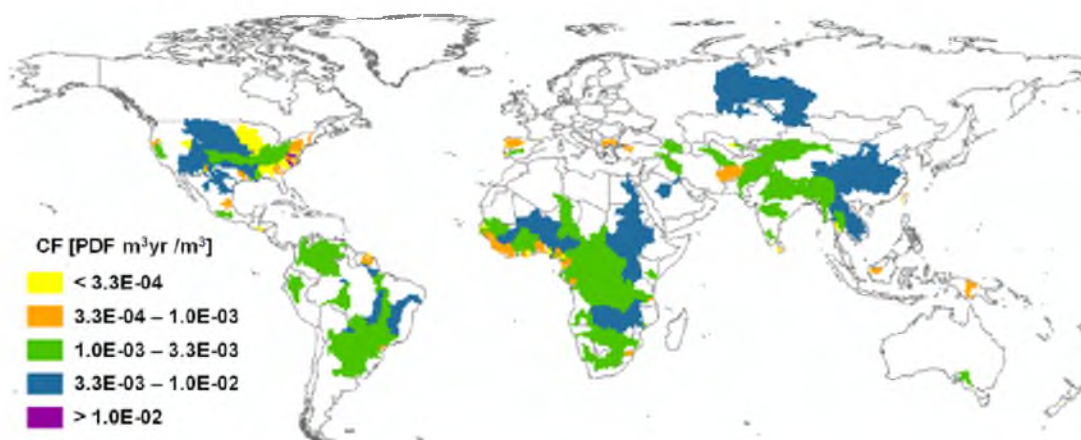 CF [PDF m³yr /m³]
< 3.3E-04
3.3E-04 – 1.0E-03
1.0E-03 – 3.3E-03
3.3E-03 – 1.0E-02
> 1.0E-02